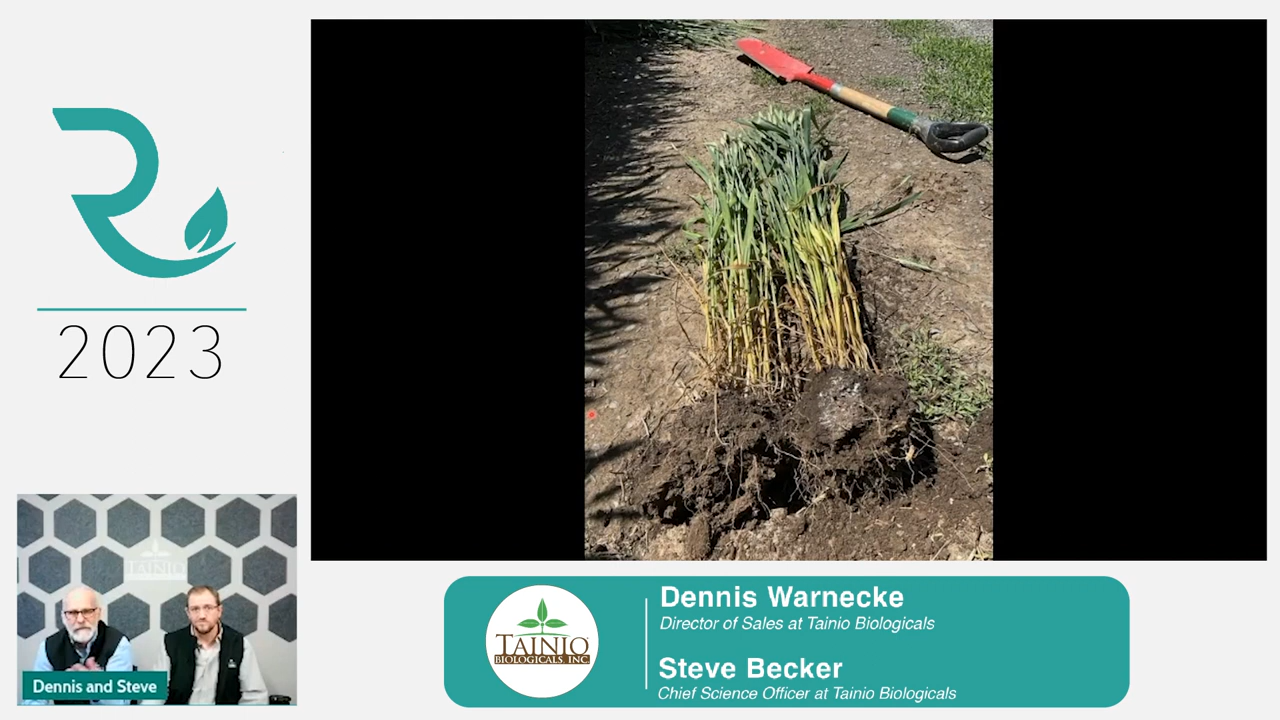 2023
TAINIO
Dennis and Steve
TAINIO
BIOLOGICALS, INC
Dennis Warnecke
Director of Sales at Tainio Biologicals
Steve Becker
Chief Science Officer at Tainio Biologicals